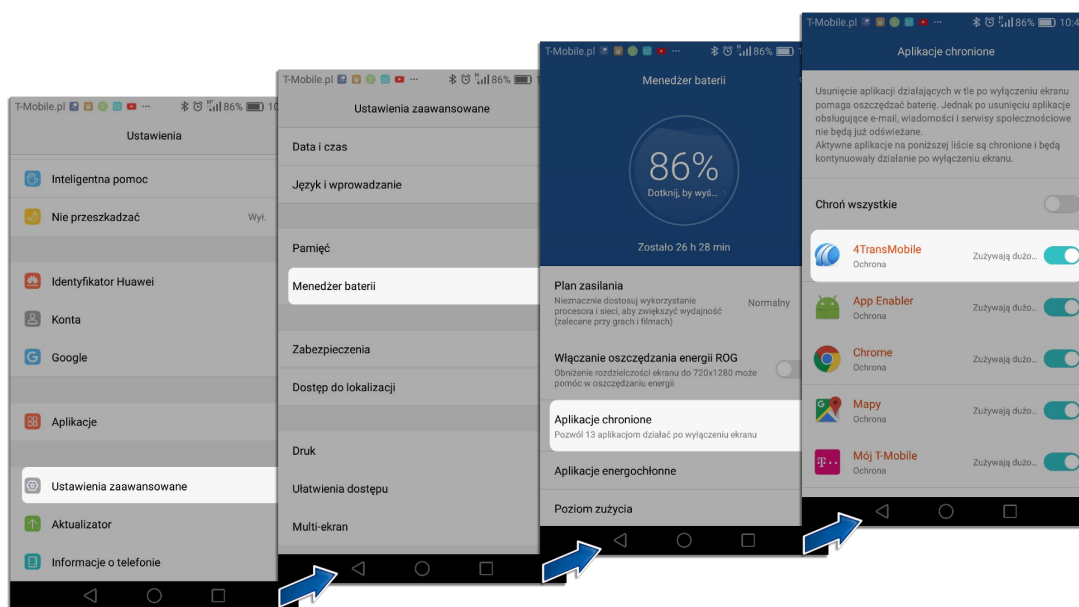 T-Mobile.pl 86% 10
Ustawienia
Inteligentna pomoc
Nie przeszkadzać Wył.
Identyfikator Huawei
Konta
Google
Aplikacje
Ustawienia zaawansowane
Aktualizator
Informacje o telefonie
T-Mobile.pl 86% 1
Ustawienia zaawansowane
Data i czas
Język i wprowadzanie
Pamięć
Menedżer baterii
Zabezpieczenia
Dostęp do lokalizacji
Druk
Ułatwienia dostępu
Multi-ekran
T-Mobile.pl 86% 1
Menedżer baterii
86%
Dotknij, by wyś...
Zostało 26 h 28 min
Plan zasilania
Nieznacznie dostosuj wykorzystanie
procesora i sieci, aby zwiększyć wydajność
(zalecane przy grach i filmach)
Normalny
Włączanie oszczędzania energii ROG
Obniżenie rozdzielczości ekranu do 720x1280 może
pomóc w oszczędzaniu energii
Aplikacje chronione
Pozwól 13 aplikacjom działać po wyłączeniu ekranu
Aplikacje energochłonne
Poziom zużycia
T-Mobile.pl 86% 10:4
Aplikacje chronione
Usunięcie aplikacji działających w tle po wyłączeniu ekranu
pomaga oszczędzać baterię. Jednak po usunięciu aplikacje
obsługujące e-mail, wiadomości i serwisy społecznościowe
nie będą już odświeżane.
Aktywne aplikacje na poniższej liście są chronione i będą
kontynuowały działanie po wyłączeniu ekranu.
Chroń wszystkie
4TransMobile
Ochrona Zużywają dużo...
App Enabler
Ochrona Zużywają dużo...
Chrome
Ochrona Zużywają dużo...
Mapy
Ochrona Zużywają dużo...
Mój T-Mobile
Ochrona Zużywają dużo...